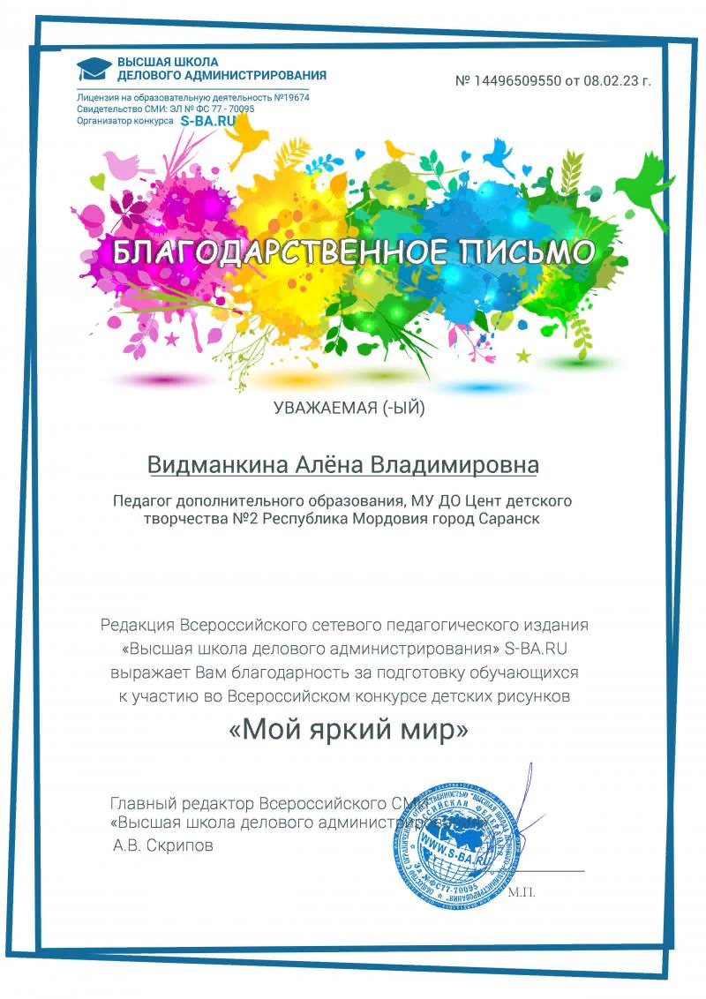 ВЫСШАЯ ШКОЛА
ДЕЛОВОГО АДМИНИСТРИРОВАНИЯ
№ 14496509550 от 08.02.23 г.
Лицензия на образовательную деятельность №19674
Свидетельство СМИ: ЭЛ № ФС 77 - 70095
Организатор конкурса S-BA.RU
БЛАГОДАРСТВЕННОЕ ПИСЬМО
УВАЖАЕМАЯ (-ЫЙ)
Видманкина Алёна Владимировна
Педагог дополнительного образования, МУ ДО Цент детского
творчества №2 Республика Мордовия город Саранск
Редакция Всероссийского сетевого педагогического издания
«Высшая школа делового администрирования» S-BA.RU
выражает Вам благодарность за подготовку обучающихся
к участию во Всероссийском конкурсе детских рисунков
«Мой яркий мир»
Главный редактор Всероссийского СМИ
«Высшая школа делового администрирования»
А.В. Скрипов
РОССИЙСКАЯ ФЕДЕРАЦИЯ
WWW.S-BA.RU
Эл №ФС77-70095
М.П.